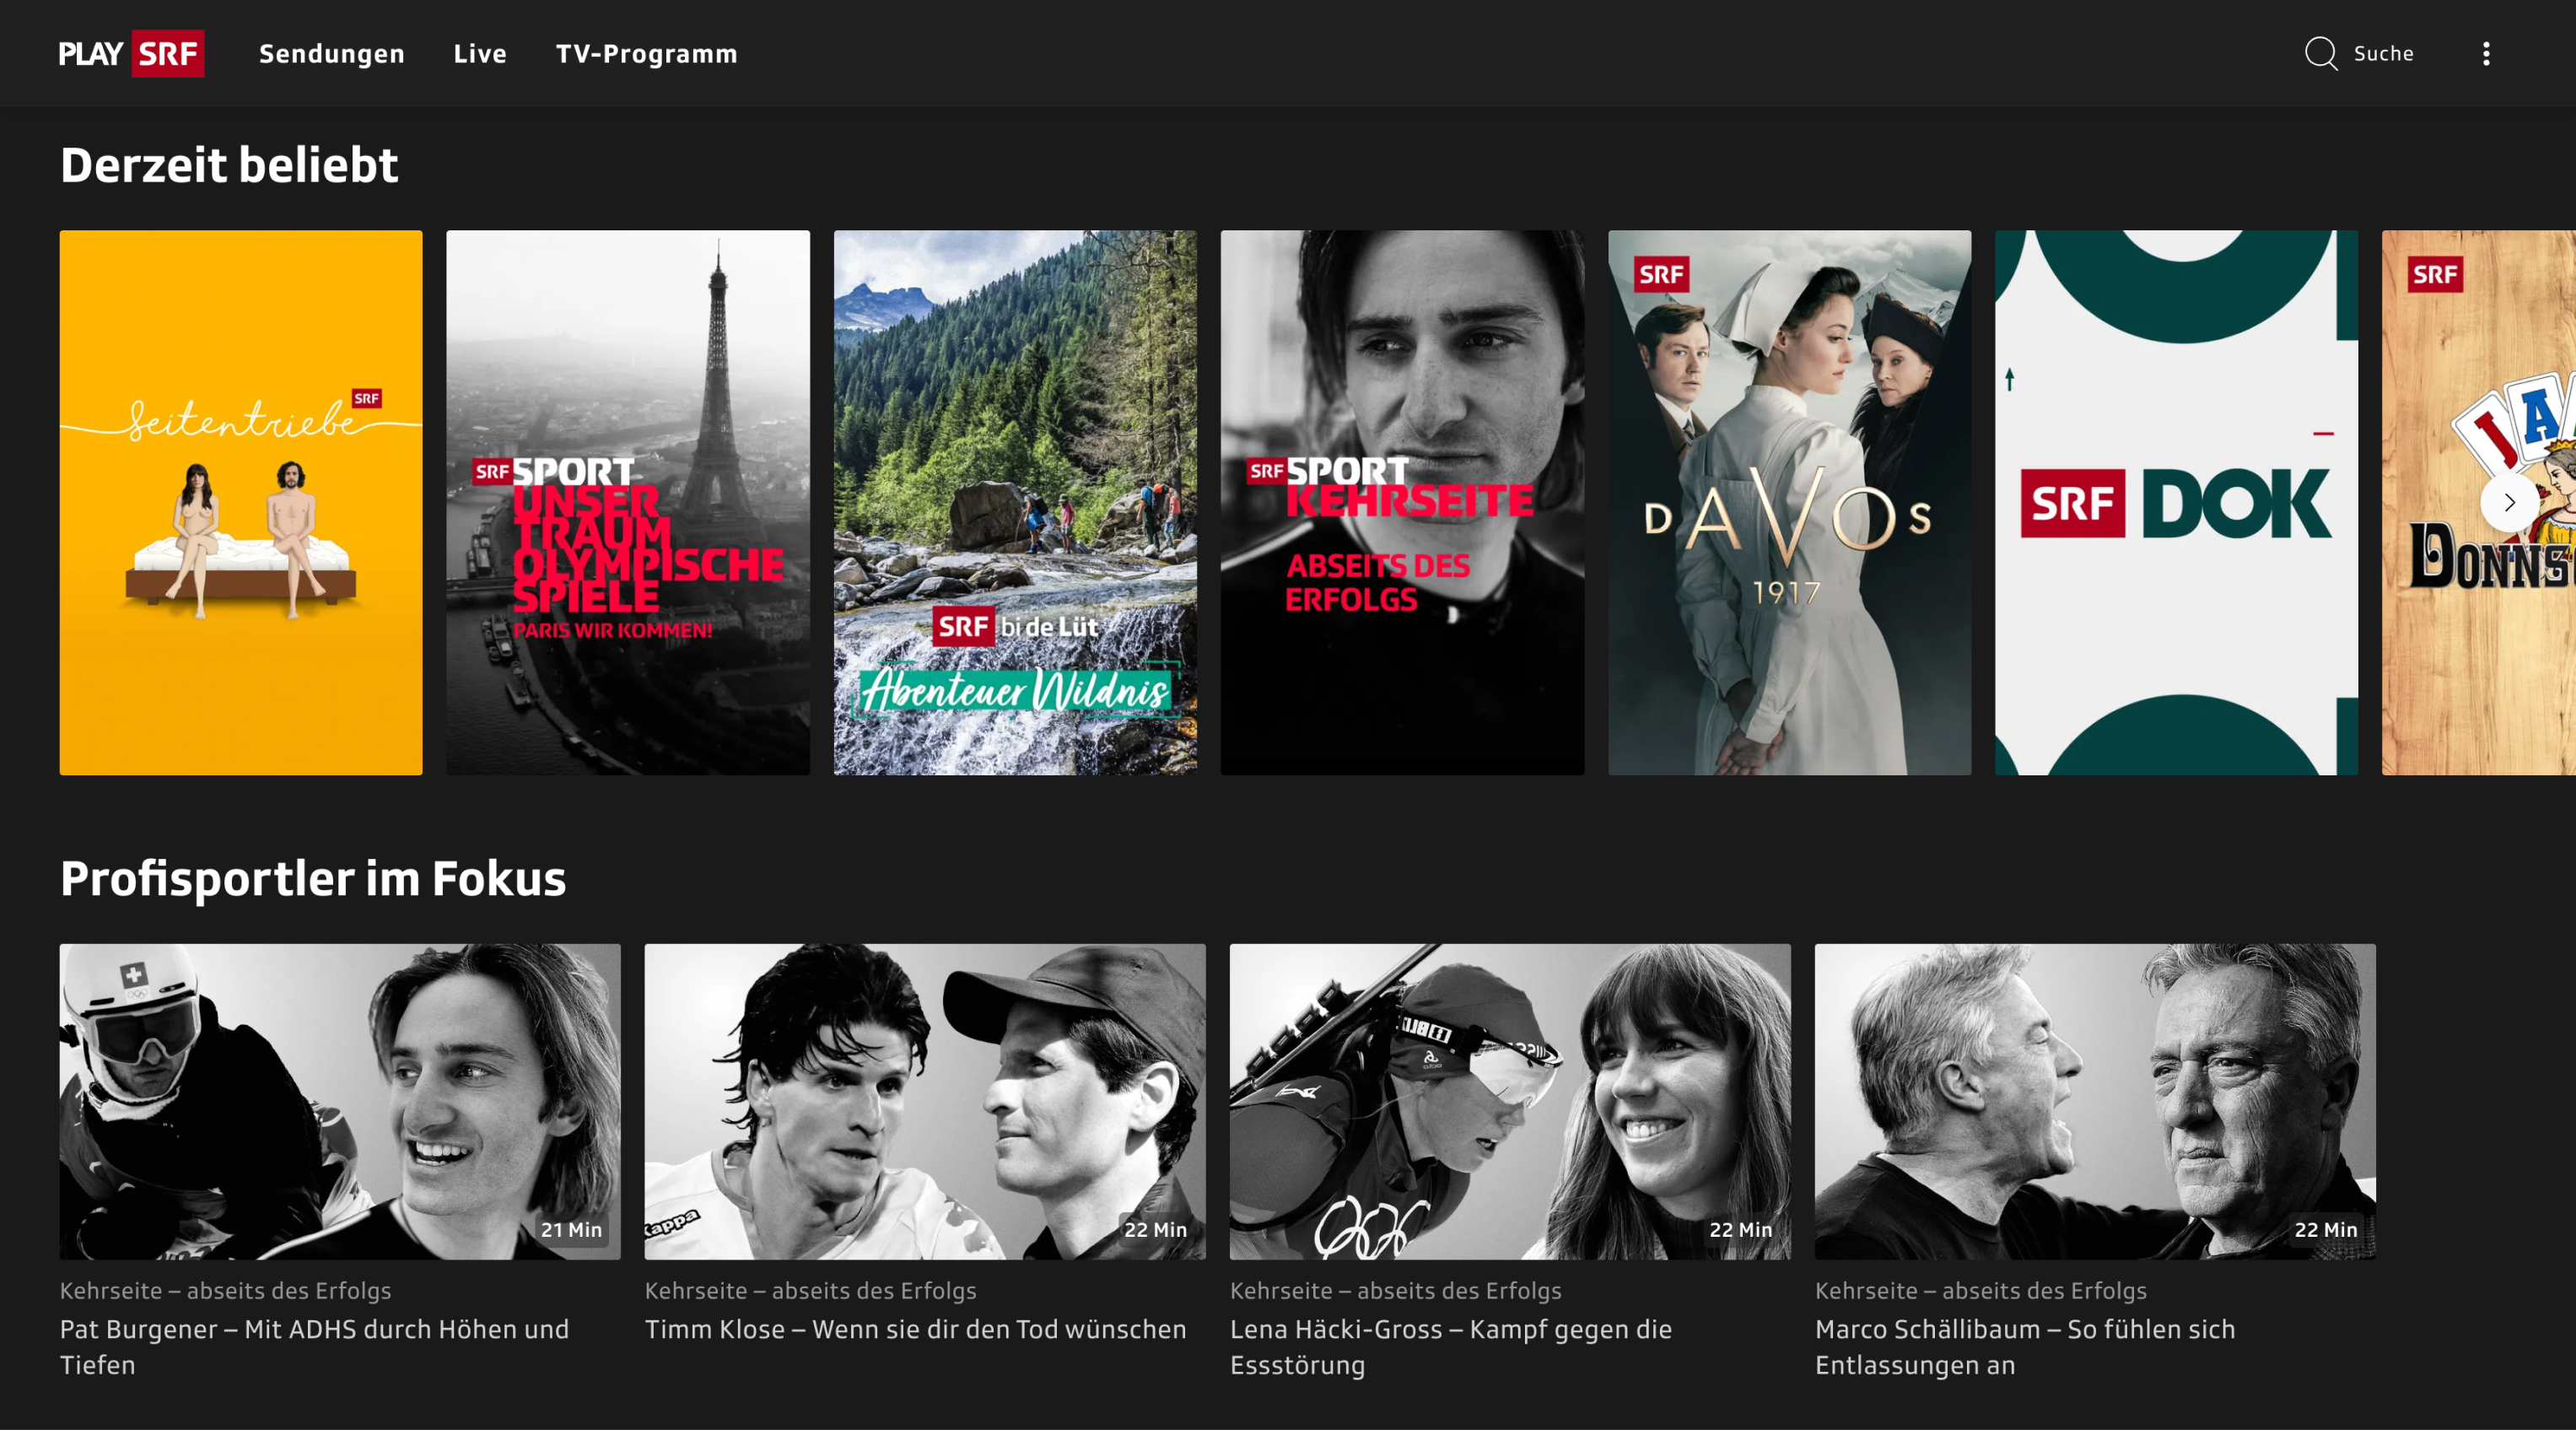 PLAY SRF
Sendungen
Live
TV-Programm
Suche
Derzeit beliebt
SRF
Seitentriebe
SRF SPORT
UNSER
TRAUM
OLYMPISCHE
SPIELE
PARIS WIR KOMMEN!
SRF bi de Lüt
Abenteuer Wildnis
SRF SPORT
KEHRSEITE
ABSEITS DES
ERFOLGS
SRF
DAVOS
1917
SRF DOK
SRF
JA
DONNS
Profisportler im Fokus
21 Min
Kehrseite – abseits des Erfolgs
Pat Burgener – Mit ADHS durch Höhen und
Tiefen
kappa
22 Min
Kehrseite – abseits des Erfolgs
Timm Klose – Wenn sie dir den Tod wünschen
22 Min
Kehrseite – abseits des Erfolgs
Lena Häcki-Gross – Kampf gegen die
Essstörung
22 Min
Kehrseite – abseits des Erfolgs
Marco Schällibaum – So fühlen sich
Entlassungen an